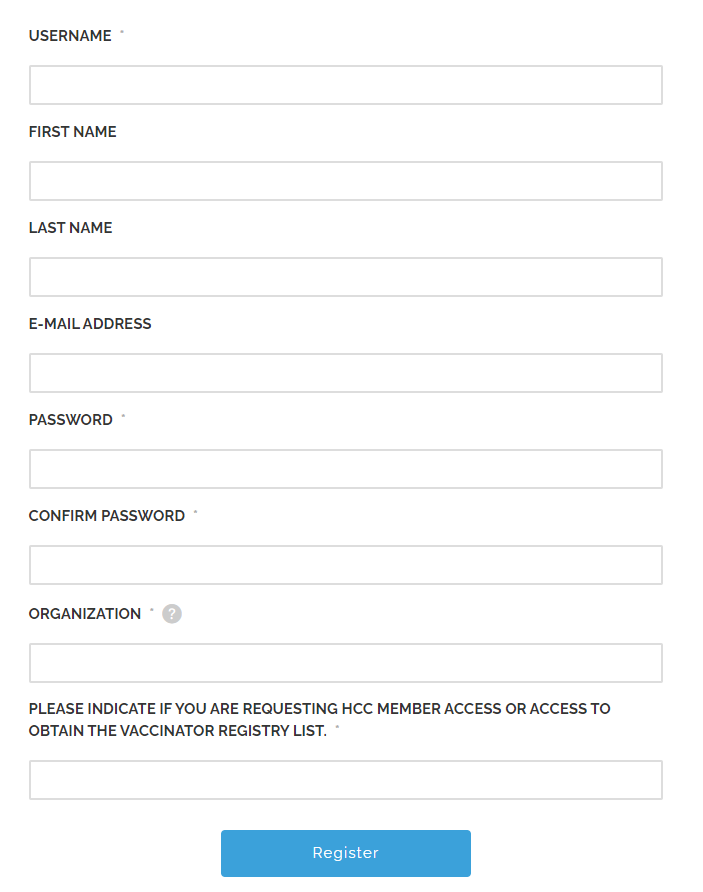 USERNAME *
FIRST NAME
LAST NAME
E-MAIL ADDRESS
PASSWORD *
CONFIRM PASSWORD *
ORGANIZATION * ?
PLEASE INDICATE IF YOU ARE REQUESTING HCC MEMBER ACCESS OR ACCESS TO
OBTAIN THE VACCINATOR REGISTRY LIST. *
Register